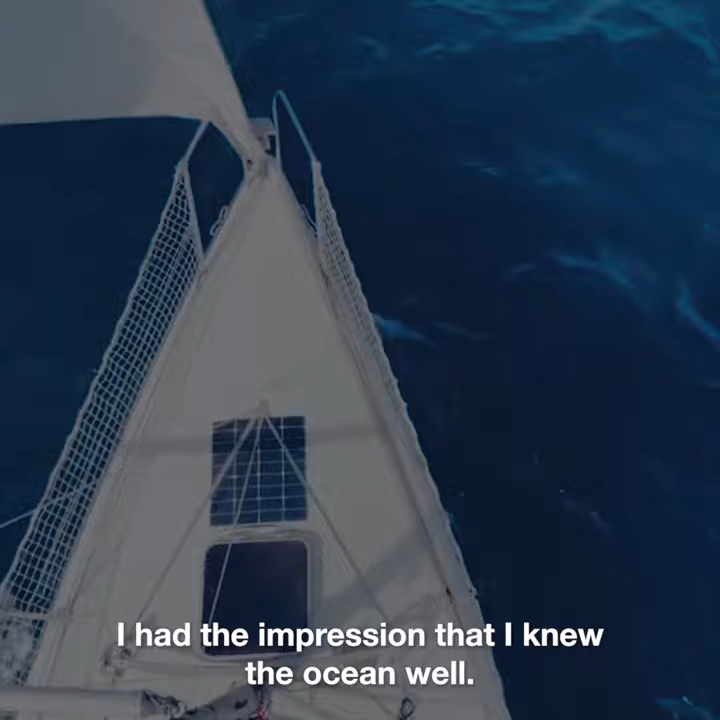 I had the impression that I knew
the ocean well.